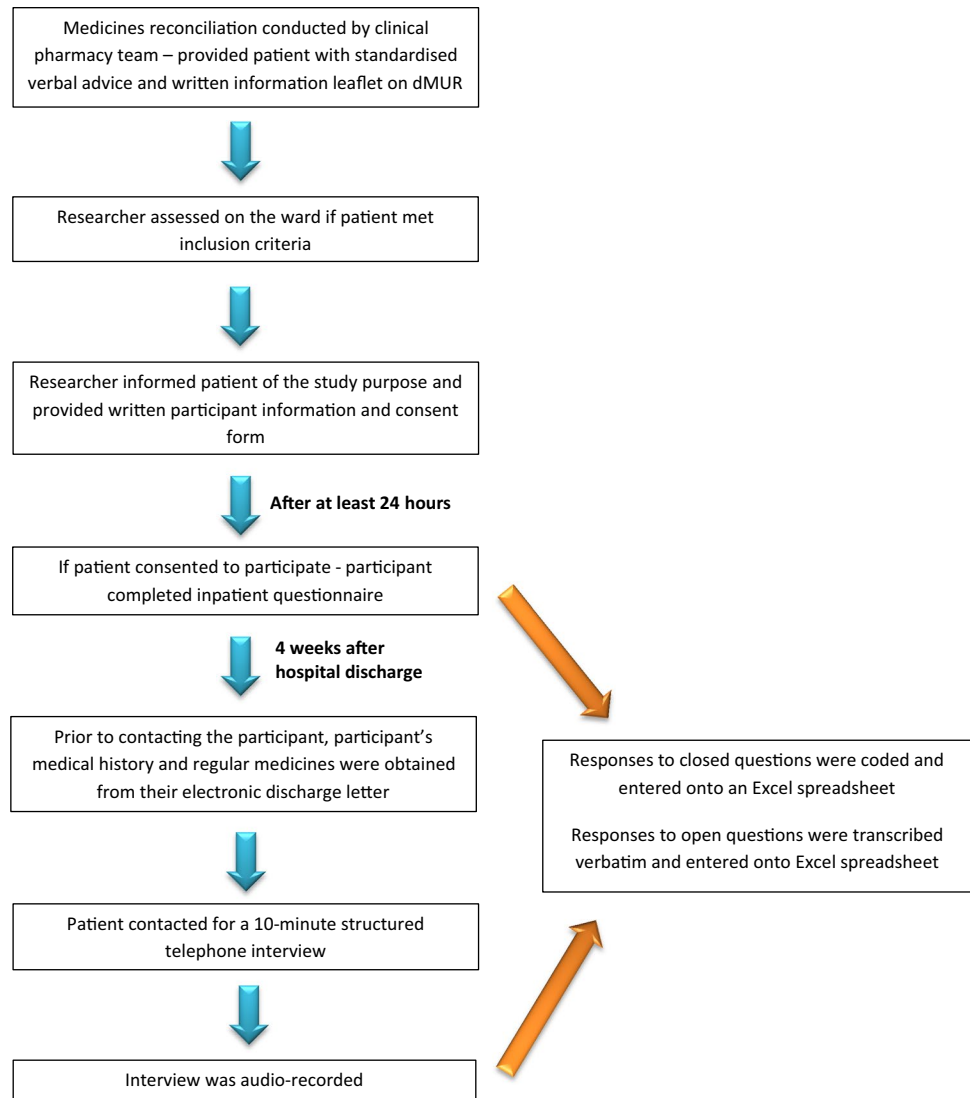 Medicines reconciliation conducted by clinical
pharmacy team – provided patient with standardised
verbal advice and written information leaflet on dMUR
Researcher assessed on the ward if patient met
inclusion criteria
Researcher informed patient of the study purpose and
provided written participant information and consent
form
After at least 24 hours
If patient consented to participate - participant
completed inpatient questionnaire
4 weeks after
hospital discharge
Prior to contacting the participant, participant’s
medical history and regular medicines were obtained
from their electronic discharge letter
Patient contacted for a 10-minute structured
telephone interview
Interview was audio-recorded
Responses to closed questions were coded and
entered onto an Excel spreadsheet
Responses to open questions were transcribed
verbatim and entered onto Excel spreadsheet